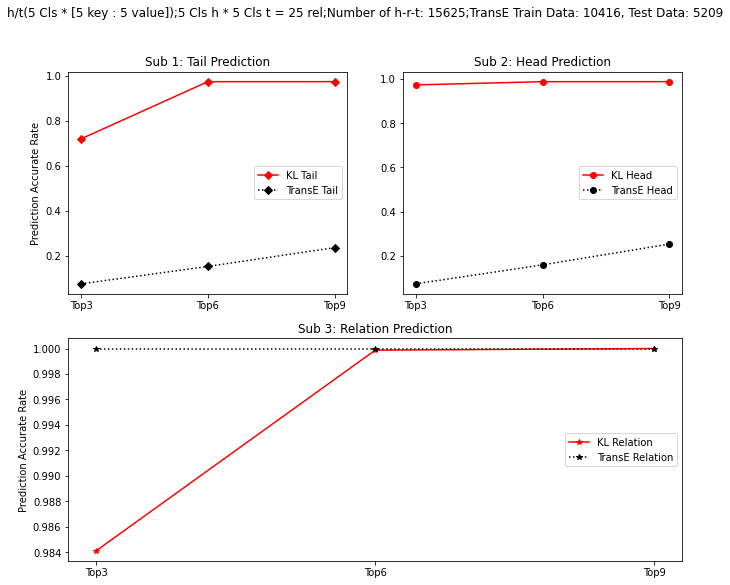 h/t(5 Cls * [5 key : 5 value]);5 Cls h * 5 Cls t = 25 rel;Number of h-r-t: 15625;TransE Train Data: 10416, Test Data: 5209
Sub 1: Tail Prediction
1.0
0.8
0.6
0.4
0.2
Prediction Accurate Rate
KL Tail
TransE Tail
Top3
Top6
Top9
Sub 2: Head Prediction
1.0
0.8
0.6
0.4
0.2
KL Head
TransE Head
Top3
Top6
Top9
Sub 3: Relation Prediction
1.000
0.998
0.996
0.994
0.992
0.990
0.988
0.986
0.984
Prediction Accurate Rate
KL Relation
TransE Relation
Top3
Top6
Top9